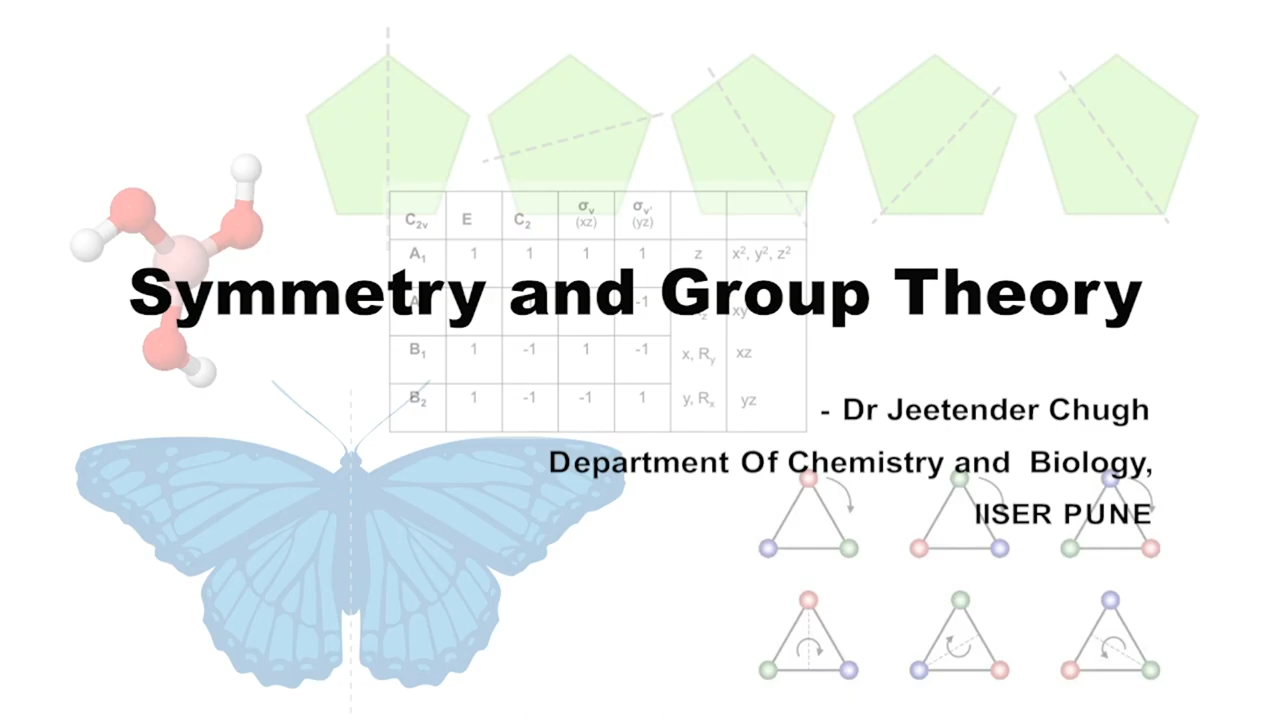 C2v E C2 σv (xz) σv' (yz)
A1 1 1 1 1 z x², y², z²
Symmetry and Group Theory
-1 xy
B1 1 -1 1 -1 x, Ry xz
B2 1 -1 -1 1 y, Rx yz
- Dr Jeetender Chugh
Department Of Chemistry and Biology,
IISER PUNE